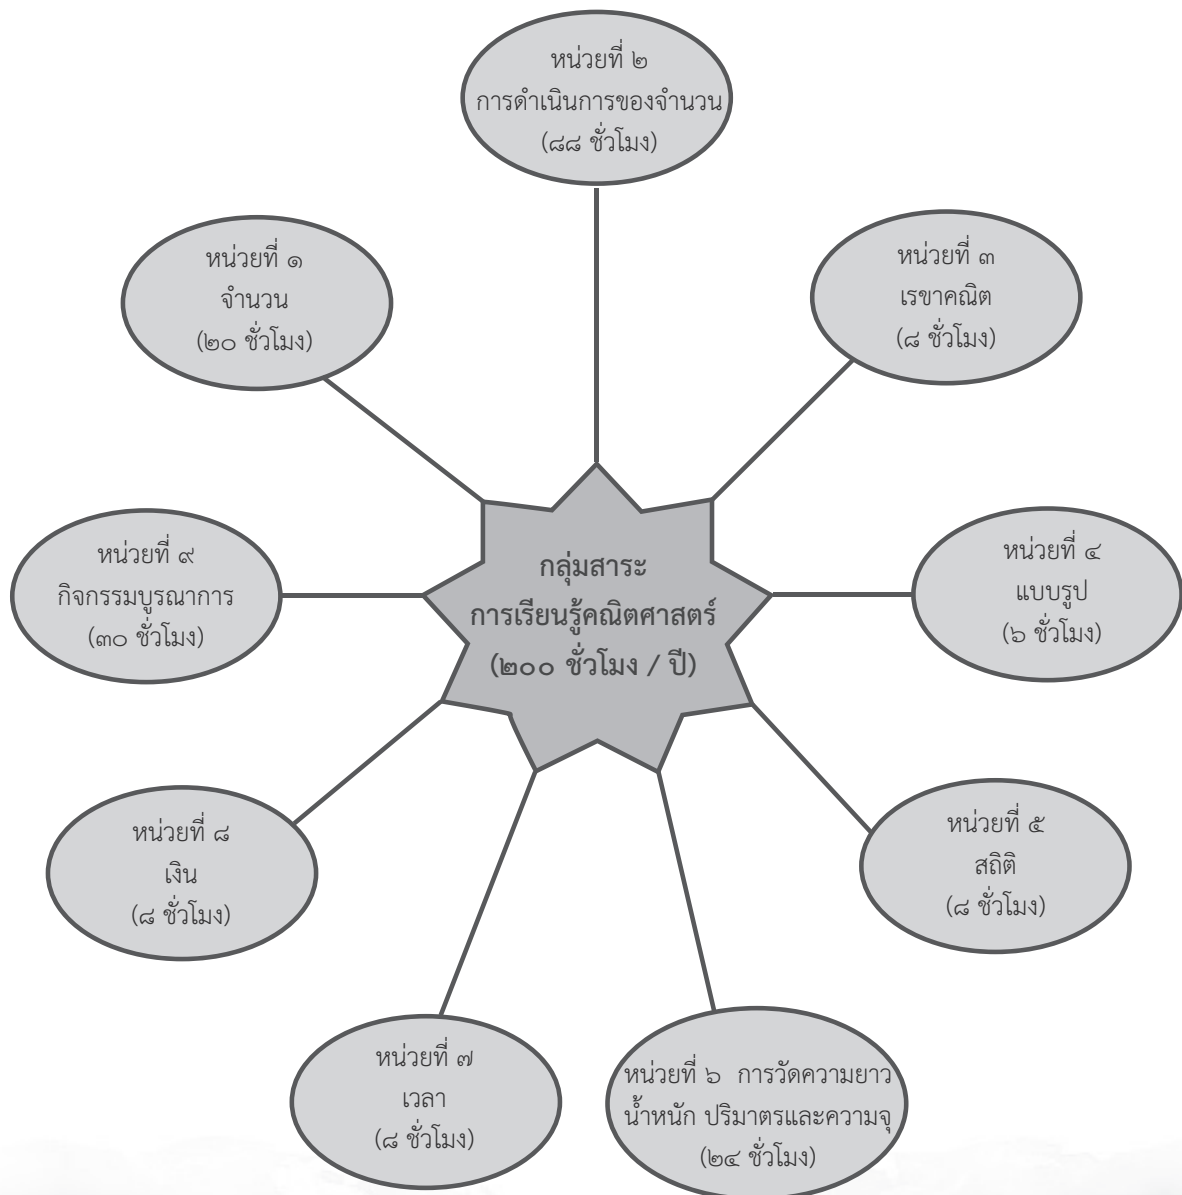 หน่วยที่ ๒
การดำเนินการของจำนวน
(๘๘ ชั่วโมง)
หน่วยที่ ๑
จำนวน
(๒๐ ชั่วโมง)
หน่วยที่ ๓
เรขาคณิต
(๘ ชั่วโมง)
หน่วยที่ ๙
กิจกรรมบูรณาการ
(๓๐ ชั่วโมง)
กลุ่มสาระ
การเรียนรู้คณิตศาสตร์
(๒๐๐ ชั่วโมง / ปี)
หน่วยที่ ๔
แบบรูป
(๖ ชั่วโมง)
หน่วยที่ ๘
เงิน
(๘ ชั่วโมง)
หน่วยที่ ๕
สถิติ
(๘ ชั่วโมง)
หน่วยที่ ๗
เวลา
(๘ ชั่วโมง)
หน่วยที่ ๖ การวัดความยาว
น้ำหนัก ปริมาตรและความจุ
(๒๔ ชั่วโมง)